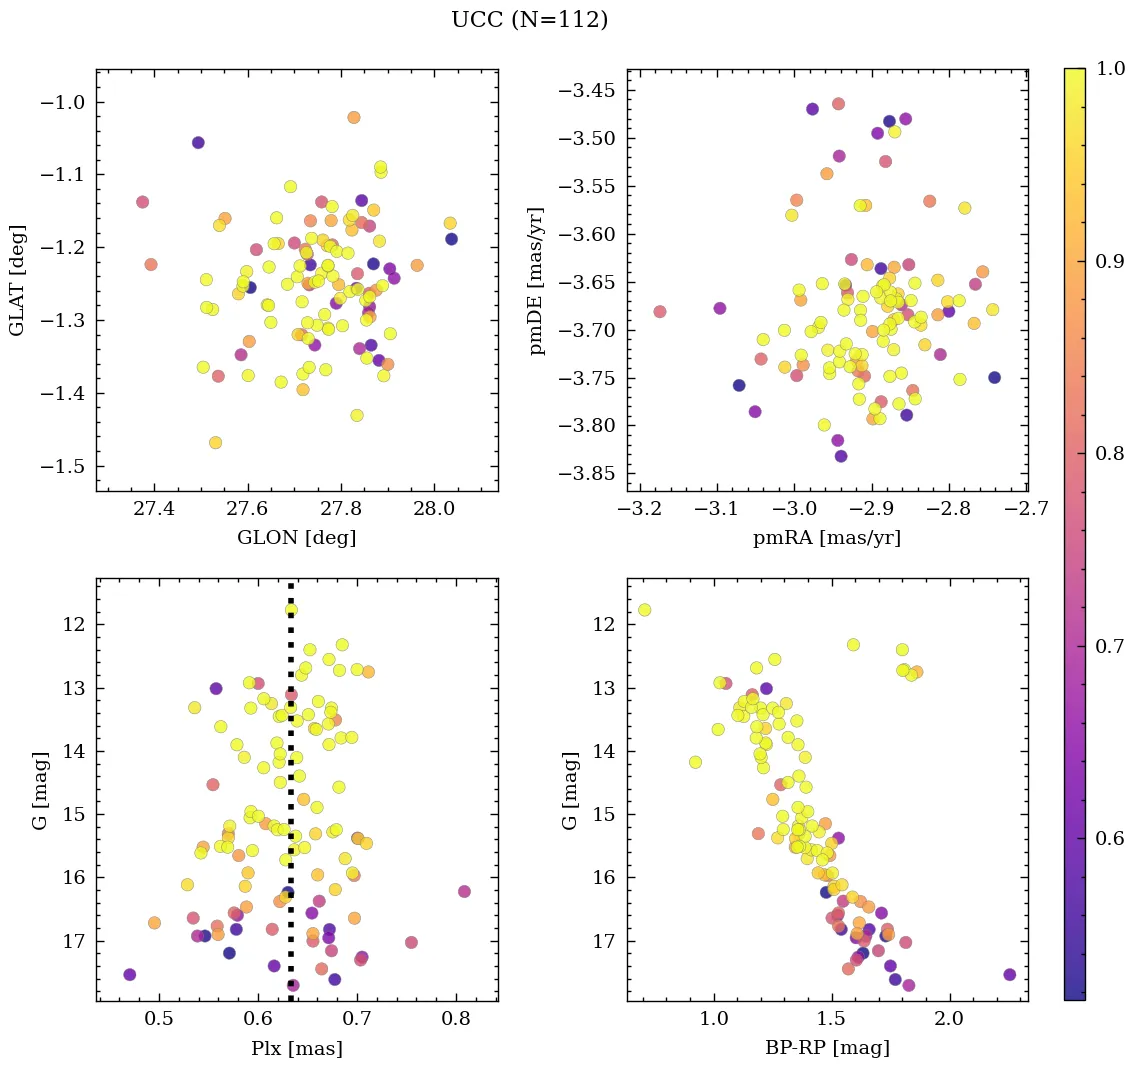 UCC (N=112)
−1.0
−1.1
−1.2
−1.3
−1.4
−1.5
GLAT [deg]
27.4 27.6 27.8 28.0
GLON [deg]
−3.45
−3.50
−3.55
−3.60
−3.65
−3.70
−3.75
−3.80
−3.85
pmDE [mas/yr]
−3.2 −3.1 −3.0 −2.9 −2.8 −2.7
pmRA [mas/yr]
12
13
14
15
16
17
G [mag]
0.5 0.6 0.7 0.8
Plx [mas]
12
13
14
15
16
17
G [mag]
1.0 1.5 2.0
BP-RP [mag]
1.0
0.9
0.8
0.7
0.6